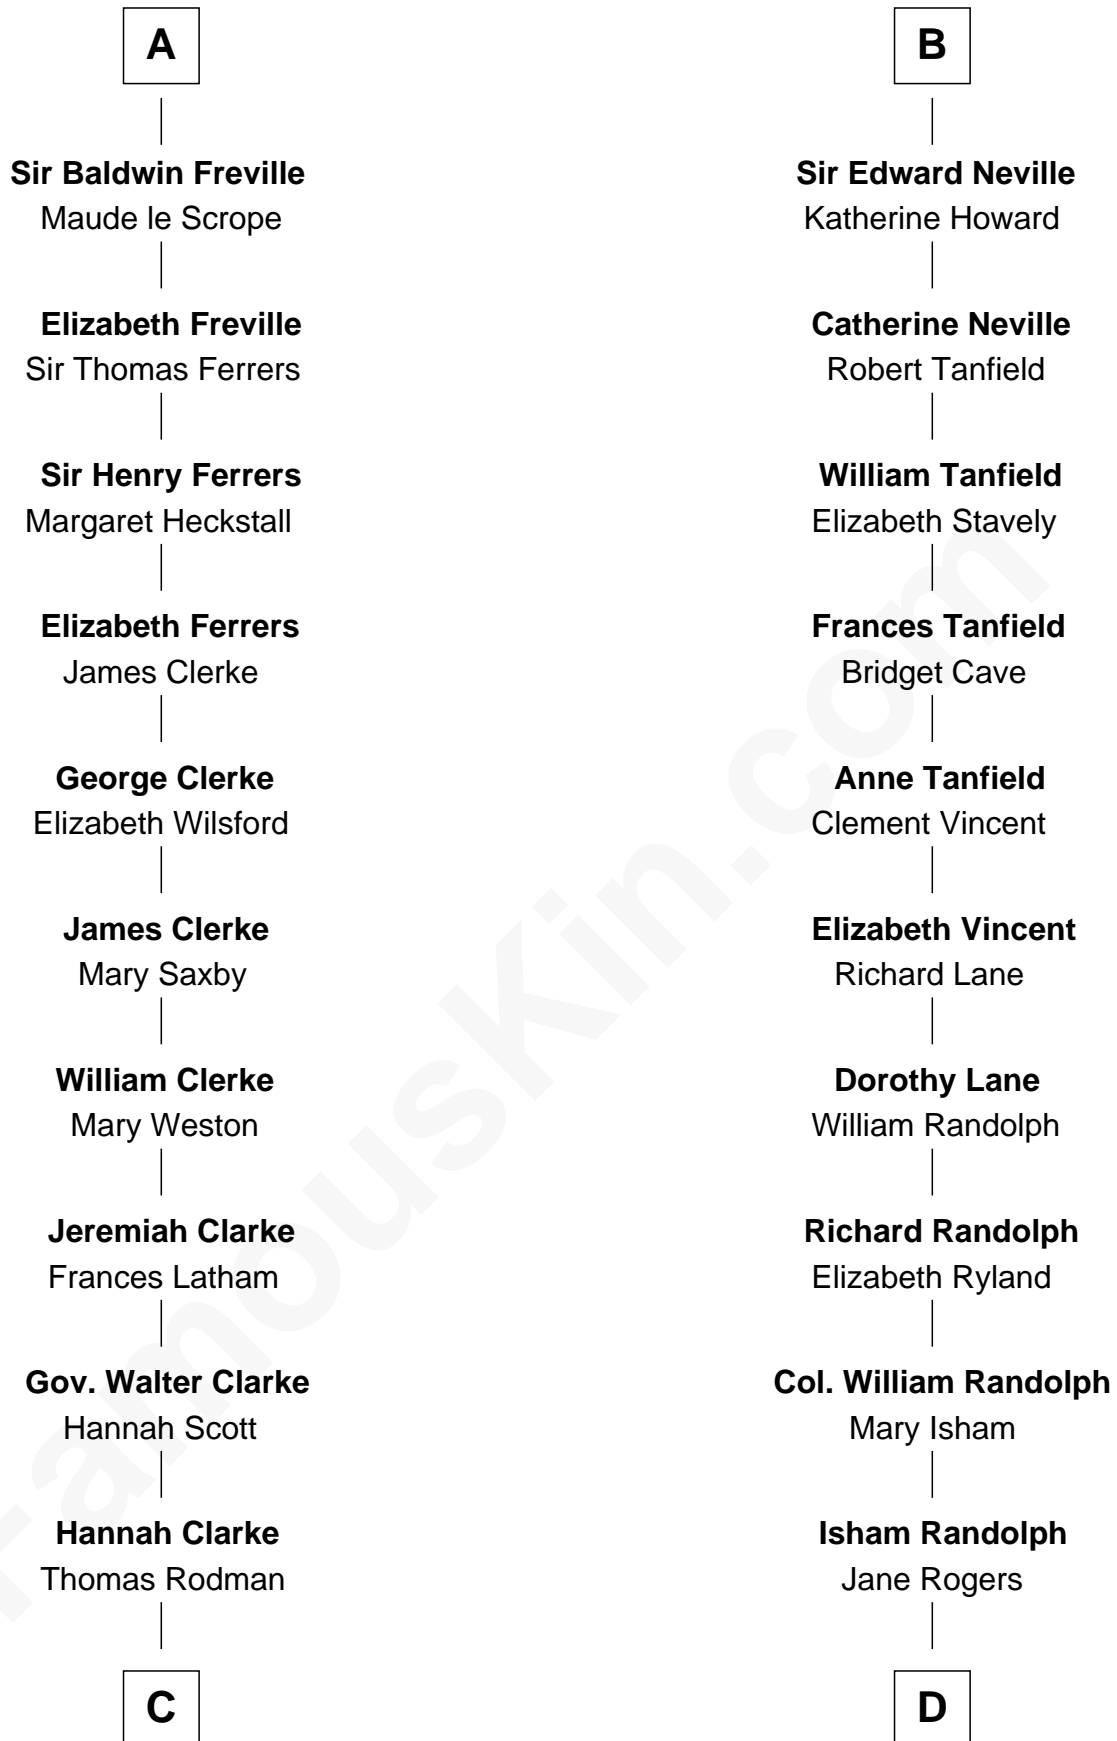 A
Sir Baldwin Freville
Maude le Scrope
Elizabeth Freville
Sir Thomas Ferrers
Sir Henry Ferrers
Margaret Heckstall
Elizabeth Ferrers
James Clerke
George Clerke
Elizabeth Wilsford
James Clerke
Mary Saxby
William Clerke
Mary Weston
Jeremiah Clarke
Frances Latham
Gov. Walter Clarke
Hannah Scott
Hannah Clarke
Thomas Rodman
C
B
Sir Edward Neville
Katherine Howard
Catherine Neville
Robert Tanfield
William Tanfield
Elizabeth Stavely
Frances Tanfield
Bridget Cave
Anne Tanfield
Clement Vincent
Elizabeth Vincent
Richard Lane
Dorothy Lane
William Randolph
Richard Randolph
Elizabeth Ryland
Col. William Randolph
Mary Isham
Isham Randolph
Jane Rogers
D
FamousKin.com